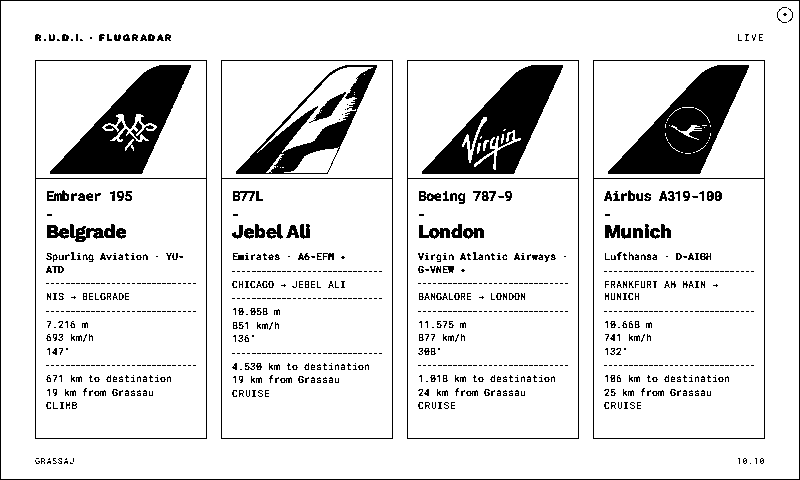 R.U.D.I. · FLUGRADAR
LIVE
Embraer 195
-
Belgrade
Spurling Aviation · YU-
ATD
NIS → BELGRADE
7.216 m
693 km/h
147°
671 km to destination
19 km from Grassau
CLIMB
B77L
-
Jebel Ali
Emirates · A6-EFM ✦
CHICAGO → JEBEL ALI
10.058 m
851 km/h
136°
4.530 km to destination
19 km from Grassau
CRUISE
Virgin
Boeing 787-9
-
London
Virgin Atlantic Airways ·
G-VNEW ✦
BANGALORE → LONDON
11.575 m
877 km/h
308°
1.018 km to destination
24 km from Grassau
CRUISE
Airbus A319-100
-
Munich
Lufthansa · D-AIGH
FRANKFURT AM MAIN →
MUNICH
10.668 m
741 km/h
132°
106 km to destination
25 km from Grassau
CRUISE
GRASSAU
10.10